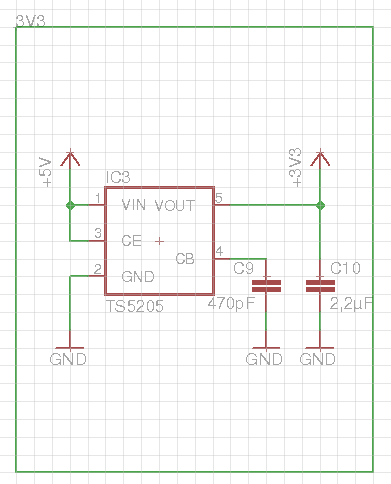 3V3
+5V
IC3
+3V3
1
VIN
VOUT
5
3
CE
+
4
CB
2
GND
TS5205
C9
470pF
C10
2,2µF
GND
GND
GND